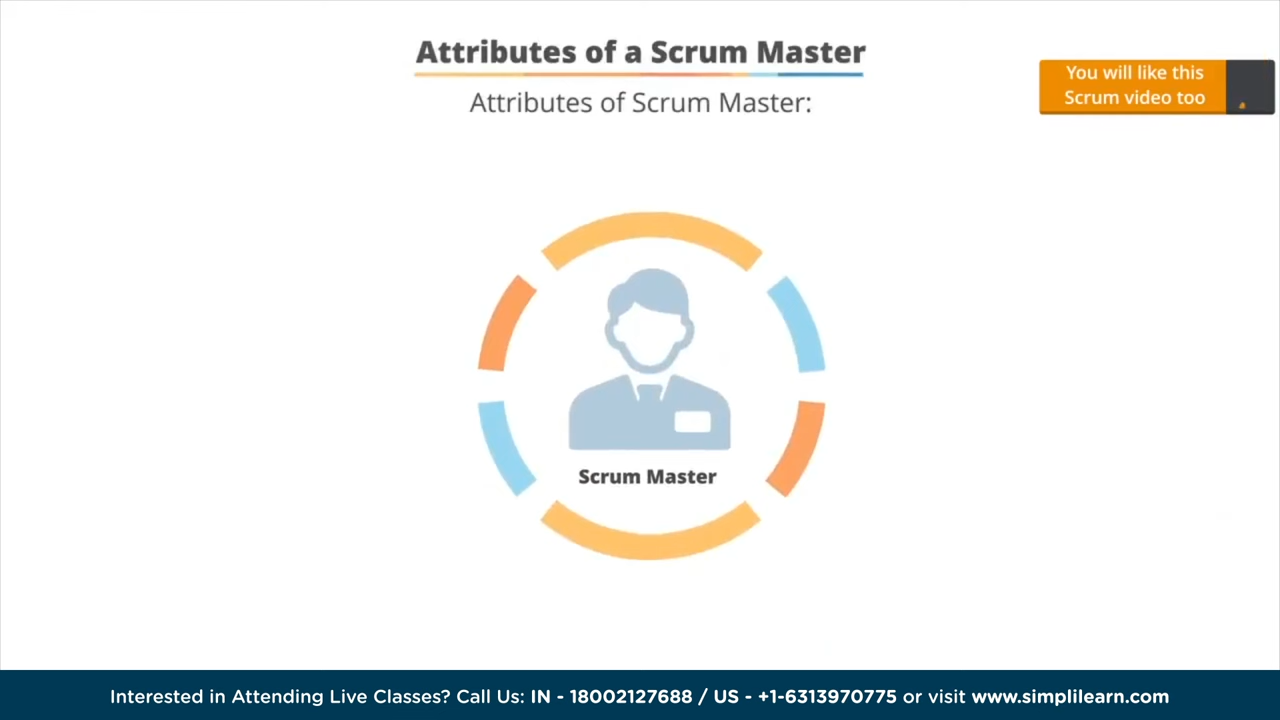 Attributes of a Scrum Master
Attributes of Scrum Master:
You will like this
Scrum video too
Scrum Master
Interested in Attending Live Classes? Call Us: IN - 18002127688 / US - +1-6313970775 or visit www.simplilearn.com